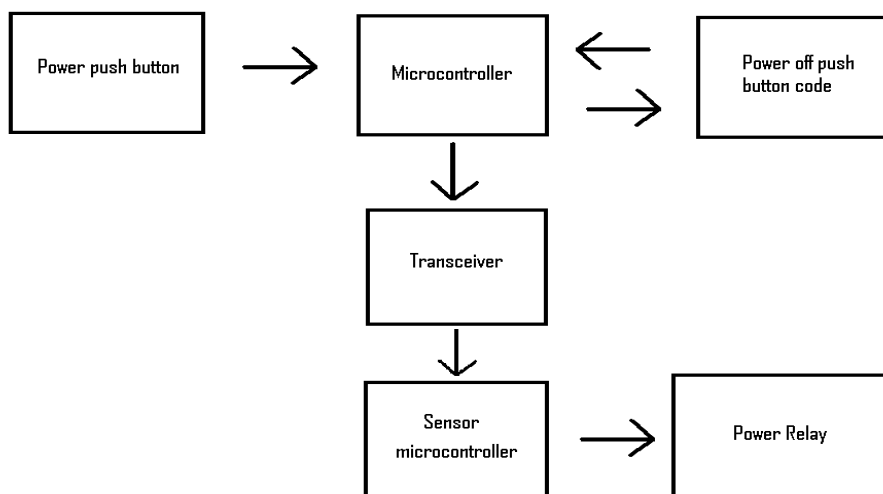 Power push button
Microcontroller
Power off push
button code
Transceiver
Sensor
microcontroller
Power Relay